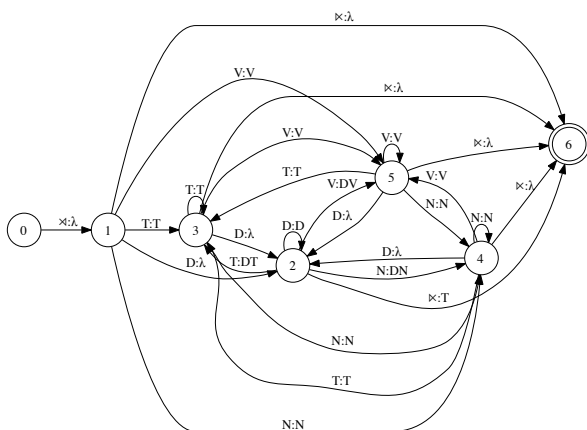 ⋉:λ
V:V
⋉:λ
V:V
V:V
6
T:T
⋉:λ
V:V
5
T:T
V:DV
⋉:λ
N:N
D:λ
D:D
N:N
0
⋊:λ
1
T:T
3
D:λ
D:λ
4
2
D:λ
T:DT
N:DN
⋉:T
N:N
T:T
N:N